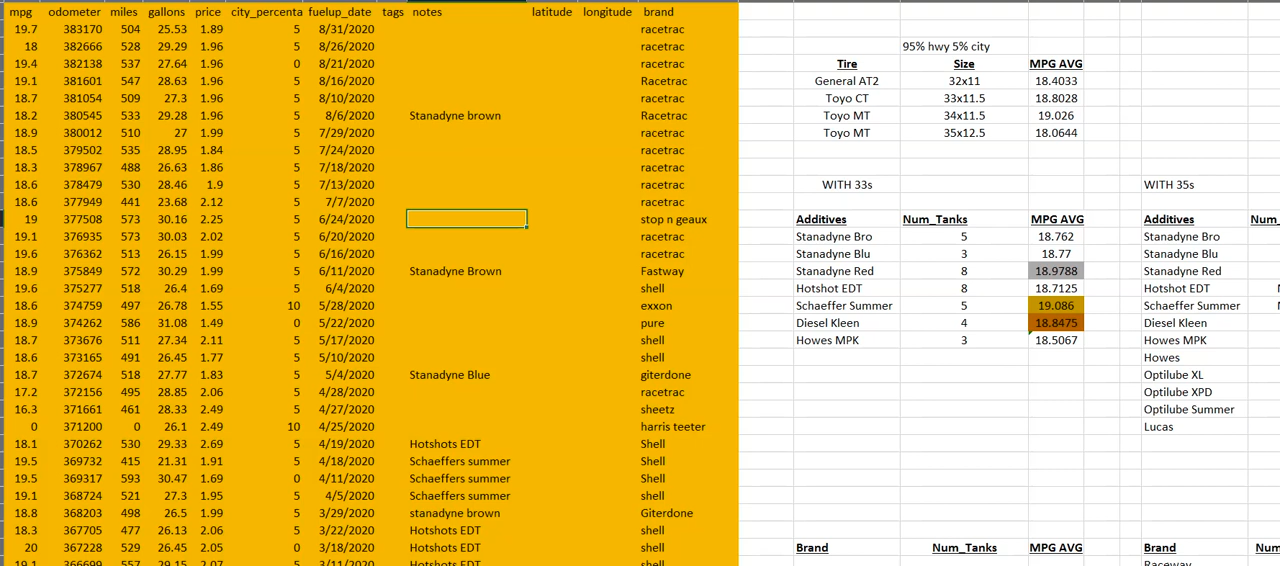 mpg odometer miles gallons price city_percenta fuelup_date tags notes latitude longitude brand
19.7 383170 504 25.53 1.89 5 8/31/2020 racetrac
18 382666 528 29.29 1.96 5 8/26/2020 racetrac 95% hwy 5% city
19.4 382138 537 27.64 1.96 0 8/21/2020 racetrac Tire Size MPG AVG
19.1 381601 547 28.63 1.96 5 8/16/2020 Racetrac General AT2 32x11 18.4033
18.7 381054 509 27.3 1.96 5 8/10/2020 racetrac Toyo CT 33x11.5 18.8028
18.2 380545 533 29.28 1.96 5 8/6/2020 Stanadyne brown Racetrac Toyo MT 34x11.5 19.026
18.9 380012 510 27 1.99 5 7/29/2020 racetrac Toyo MT 35x12.5 18.0644
18.5 379502 535 28.95 1.84 5 7/24/2020 racetrac
18.3 378967 488 26.63 1.86 5 7/18/2020 racetrac
18.6 378479 530 28.46 1.9 5 7/13/2020 racetrac WITH 33s WITH 35s
18.6 377949 441 23.68 2.12 5 7/7/2020 racetrac
19 377508 573 30.16 2.25 5 6/24/2020 stop n geaux Additives Num_Tanks MPG AVG Additives Num_
19.1 376935 573 30.03 2.02 5 6/20/2020 racetrac Stanadyne Bro 5 18.762 Stanadyne Bro
19.6 376362 513 26.15 1.99 5 6/16/2020 racetrac Stanadyne Blu 3 18.77 Stanadyne Blu
18.9 375849 572 30.29 1.99 5 6/11/2020 Stanadyne Brown Fastway Stanadyne Red 8 18.9788 Stanadyne Red
19.6 375277 518 26.4 1.69 5 6/4/2020 shell Hotshot EDT 8 18.7125 Hotshot EDT
18.6 374759 497 26.78 1.55 10 5/28/2020 exxon Schaeffer Summer 5 19.086 Schaeffer Summer
18.9 374262 586 31.08 1.49 0 5/22/2020 pure Diesel Kleen 4 18.8475 Diesel Kleen
18.7 373676 511 27.34 2.11 5 5/17/2020 shell Howes MPK 3 18.5067 Howes MPK
18.6 373165 491 26.45 1.77 5 5/10/2020 shell Howes
18.7 372674 518 27.77 1.83 5 5/4/2020 Stanadyne Blue giterdone Optilube XL
17.2 372156 495 28.85 2.06 5 4/28/2020 racetrac Optilube XPD
16.3 371661 461 28.33 2.49 5 4/27/2020 sheetz Optilube Summer
0 371200 0 26.1 2.49 10 4/25/2020 harris teeter Lucas
18.1 370262 530 29.33 2.69 5 4/19/2020 Hotshots EDT Shell
19.5 369732 415 21.31 1.91 5 4/18/2020 Schaeffers summer Shell
19.5 369317 593 30.47 1.69 0 4/11/2020 Schaeffers summer Shell
19.1 368724 521 27.3 1.95 5 4/5/2020 Schaeffers summer shell
18.8 368203 498 26.5 1.99 5 3/29/2020 stanadyne brown Giterdone
18.3 367705 477 26.13 2.06 5 3/22/2020 Hotshots EDT shell
20 367228 529 26.45 2.05 0 3/18/2020 Hotshots EDT shell Brand Num_Tanks MPG AVG Brand Num
19.1 366699 557 29.15 2.07 5 3/11/2020 Hotshots EDT shell Raceway